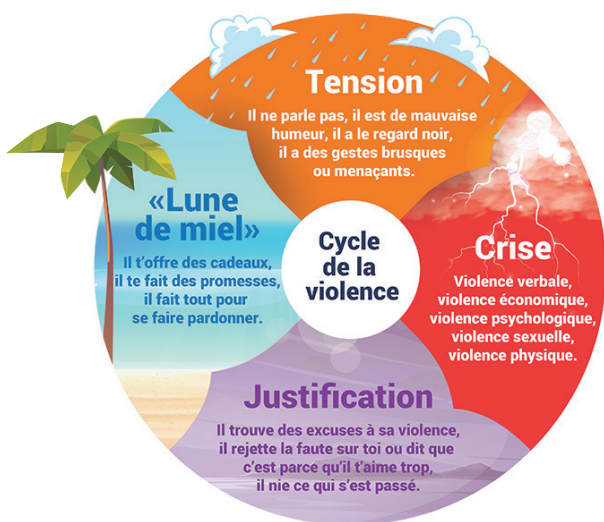 Tension
Il ne parle pas, il est de mauvaise
humeur, il a le regard noir,
il a des gestes brusques
ou menaçants.
Crise
Violence verbale,
violence économique,
violence psychologique,
violence sexuelle,
violence physique.
Justification
Il trouve des excuses à sa violence,
il rejette la faute sur toi ou dit que
c'est parce qu'il t'aime trop,
il nie ce qui s'est passé.
«Lune
de miel»
Il t'offre des cadeaux,
il te fait des promesses,
il fait tout pour
se faire pardonner.
Cycle
de la
violence